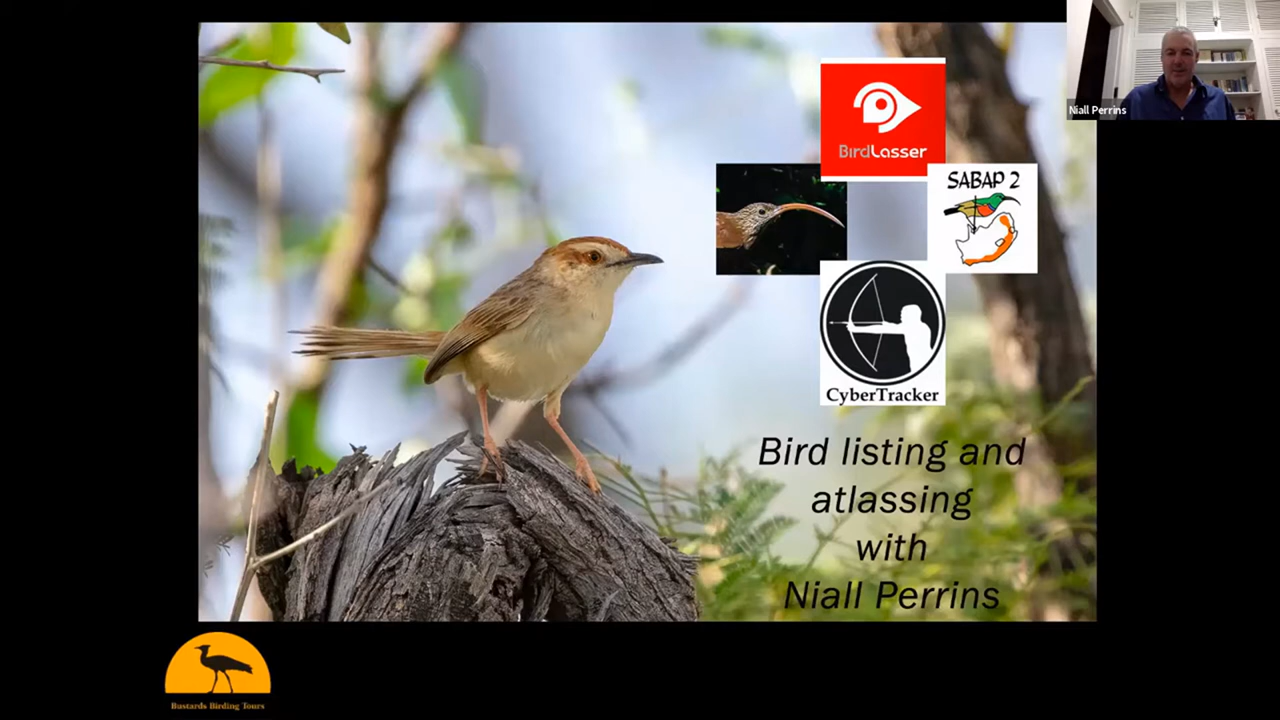 BirdLasser
SABAP 2
CyberTracker
Bird listing and
atlassing
with
Niall Perrins
Niall Perrins
Bustards Birding Tours